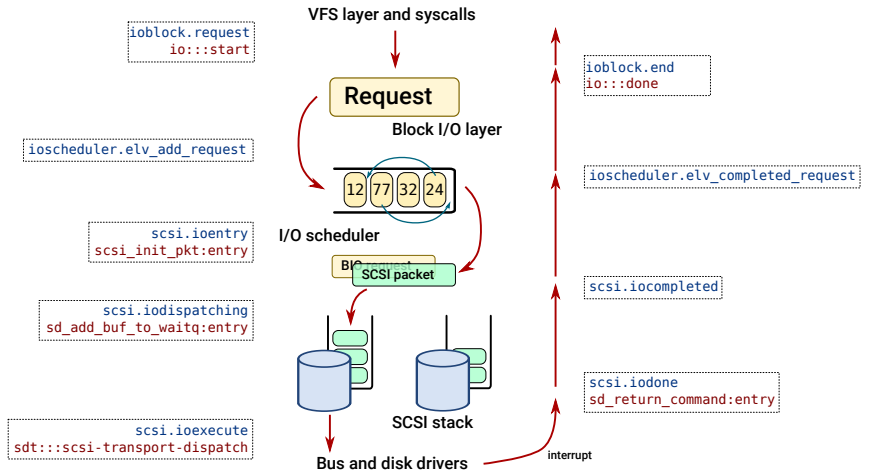 VFS layer and syscalls
ioblock.request
io:::start
ioblock.end
io:::done
Request
Block I/O layer
ioscheduler.elv_add_request
12 77 32 24
ioscheduler.elv_completed_request
I/O scheduler
scsi.ioentry
scsi_init_pkt:entry
BIO request
SCSI packet
scsi.iocompleted
scsi.iodispatching
sd_add_buf_to_waitq:entry
scsi.iodone
sd_return_command:entry
SCSI stack
scsi.ioexecute
sdt:::scsi-transport-dispatch
Bus and disk drivers
interrupt